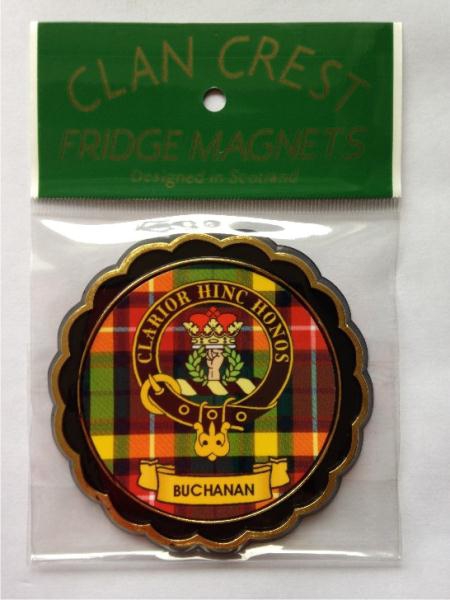 CLAN CREST
FRIDGE MAGNETS
Designed in Scotland
CLARIOR HINC HONOS
BUCHANAN